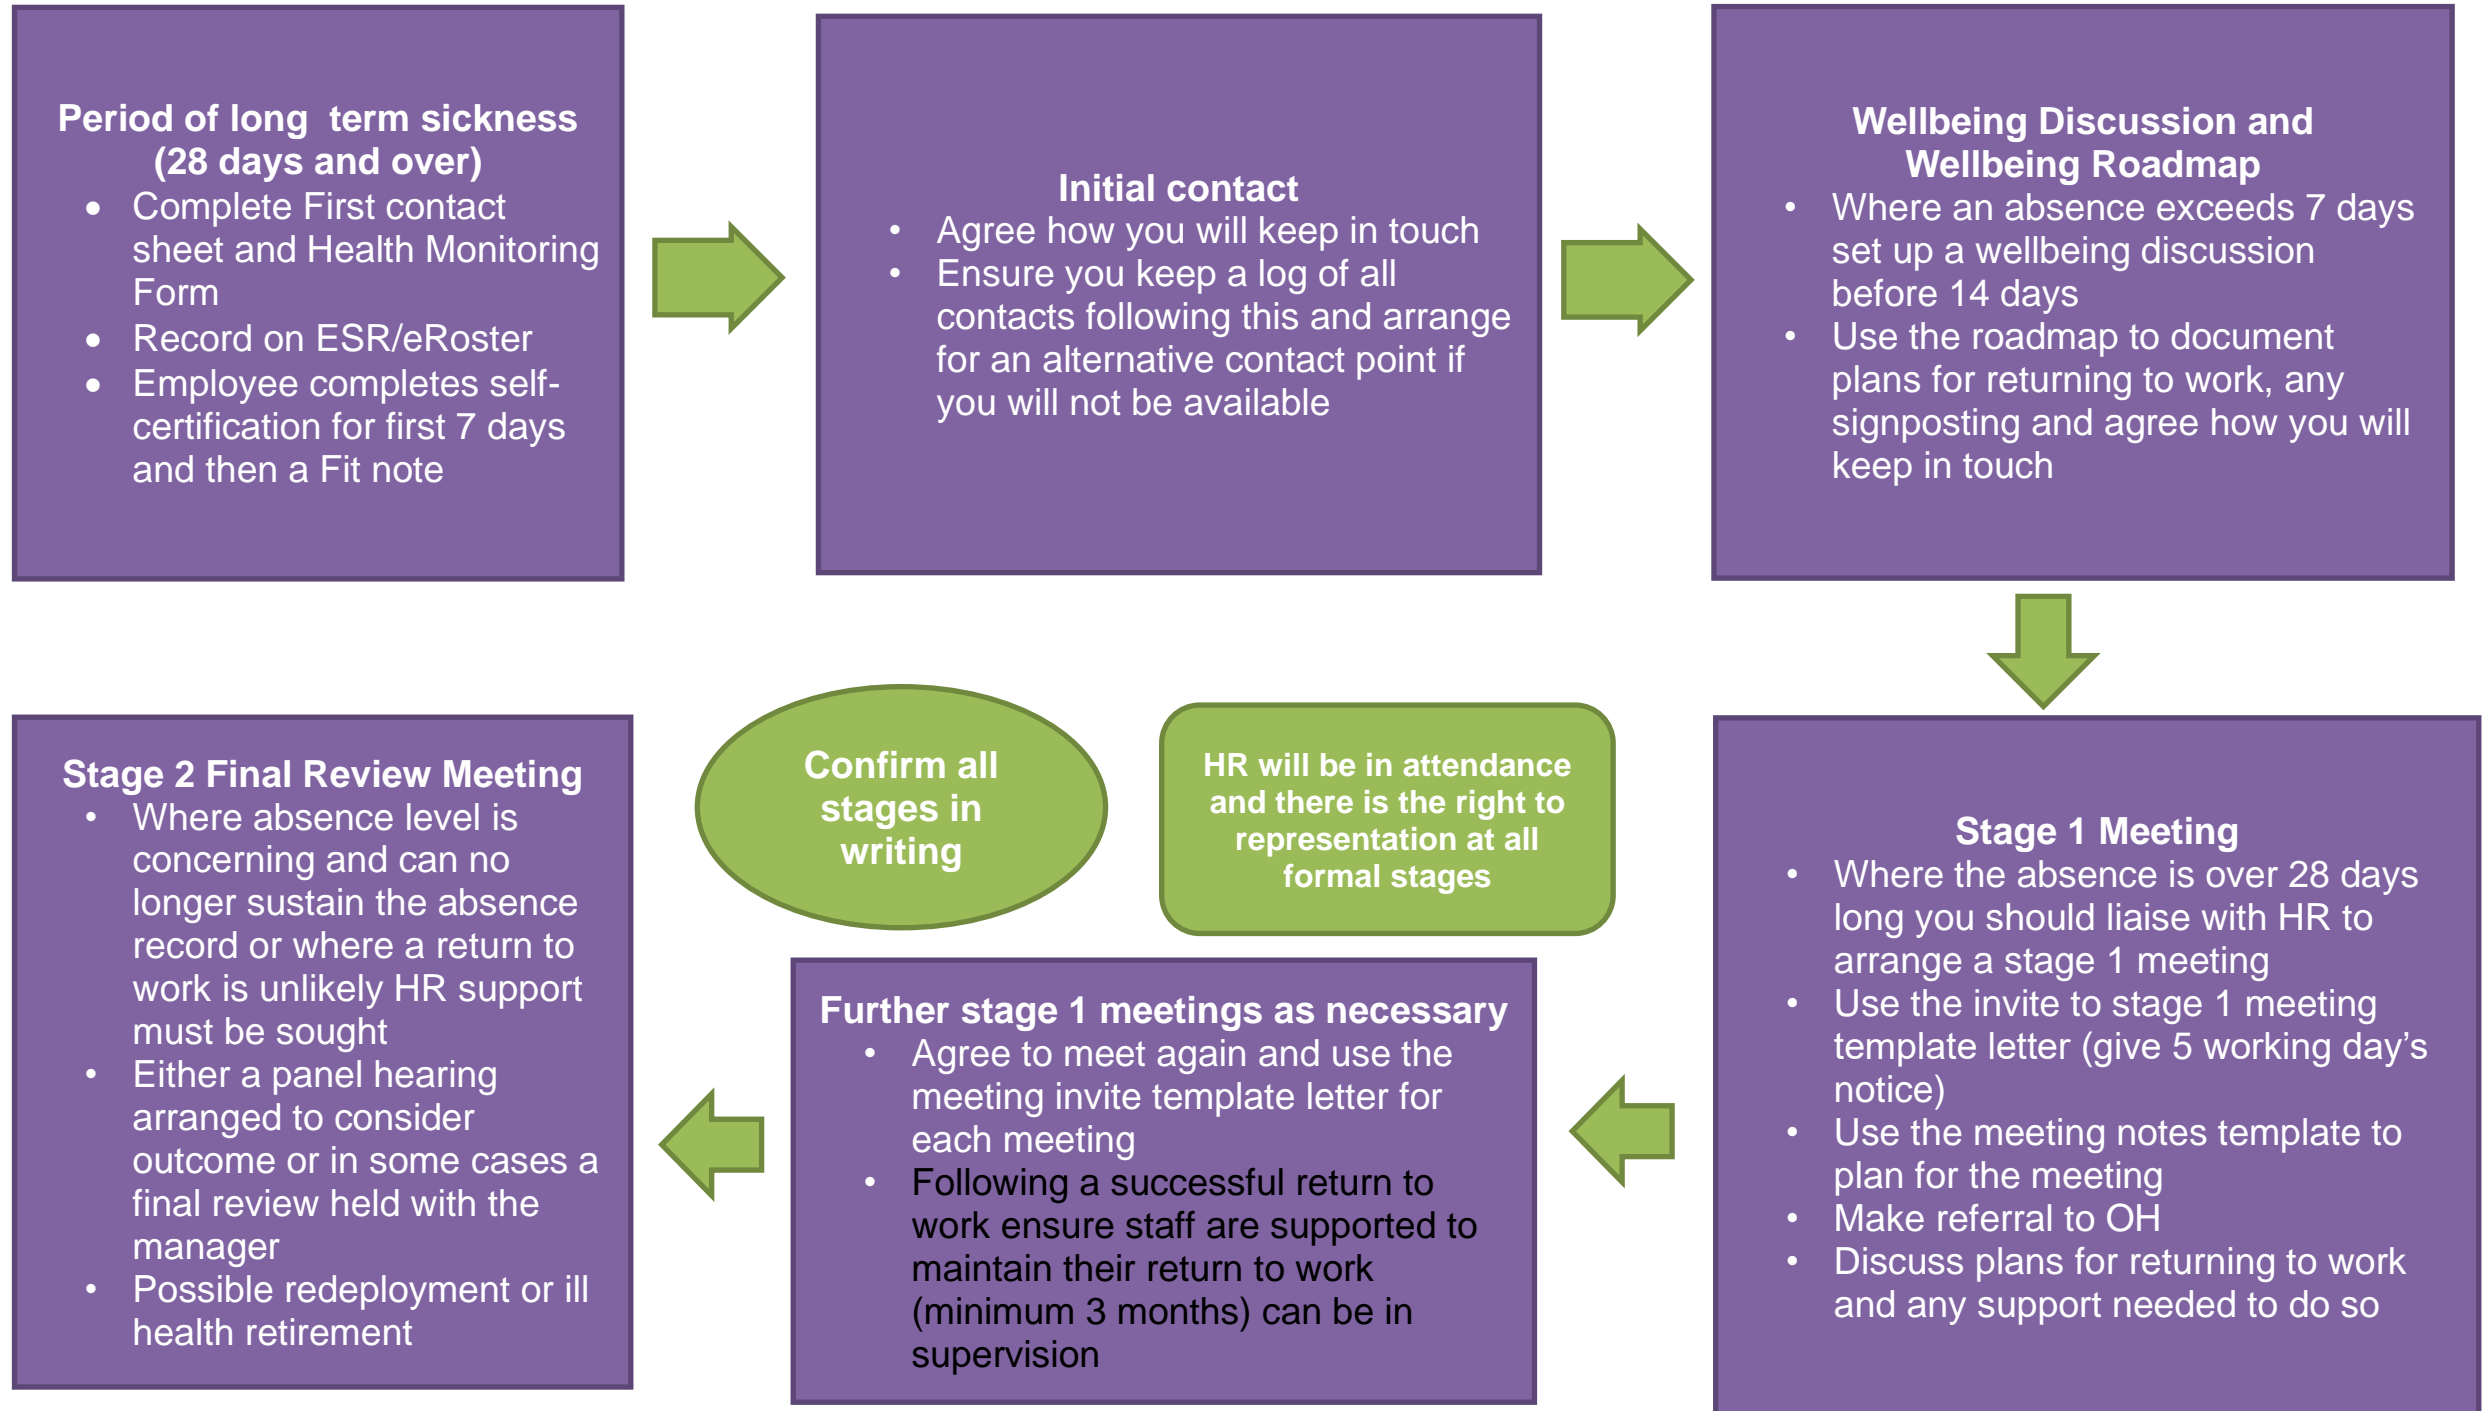 Period of long term sickness
(28 days and over)
• Complete First contact
sheet and Health Monitoring
Form
• Record on ESR/eRoster
• Employee completes self-
certification for first 7 days
and then a Fit note
Initial contact
• Agree how you will keep in touch
• Ensure you keep a log of all
contacts following this and arrange
for an alternative contact point if
you will not be available
Wellbeing Discussion and
Wellbeing Roadmap
• Where an absence exceeds 7 days
set up a wellbeing discussion
before 14 days
• Use the roadmap to document
plans for returning to work, any
signposting and agree how you will
keep in touch
Stage 1 Meeting
• Where the absence is over 28 days
long you should liaise with HR to
arrange a stage 1 meeting
• Use the invite to stage 1 meeting
template letter (give 5 working day’s
notice)
• Use the meeting notes template to
plan for the meeting
• Make referral to OH
• Discuss plans for returning to work
and any support needed to do so
HR will be in attendance
and there is the right to
representation at all
formal stages
Confirm all
stages in
writing
Further stage 1 meetings as necessary
• Agree to meet again and use the
meeting invite template letter for
each meeting
• Following a successful return to
work ensure staff are supported to
maintain their return to work
(minimum 3 months) can be in
supervision
Stage 2 Final Review Meeting
• Where absence level is
concerning and can no
longer sustain the absence
record or where a return to
work is unlikely HR support
must be sought
• Either a panel hearing
arranged to consider
outcome or in some cases a
final review held with the
manager
• Possible redeployment or ill
health retirement